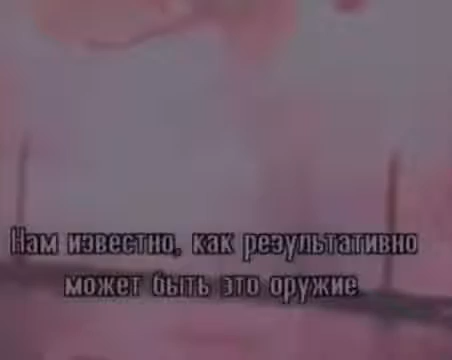 Нам известно, как результативно
может быть это оружие